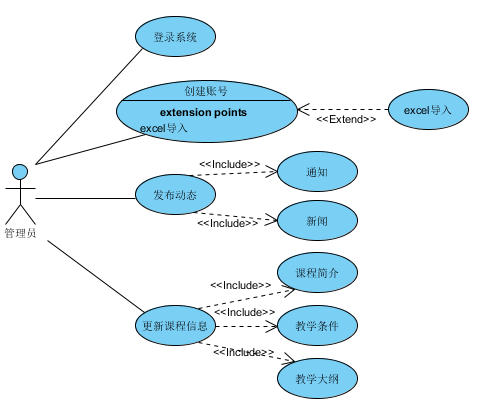 登录系统
创建账号
extension points
excel导入
<<Extend>>
excel导入
<<Include>>
通知
发布动态
<<Include>>
新闻
管理员
课程简介
<<Include>>
<<Include>>
更新课程信息
教学条件
<<Include>>
教学大纲